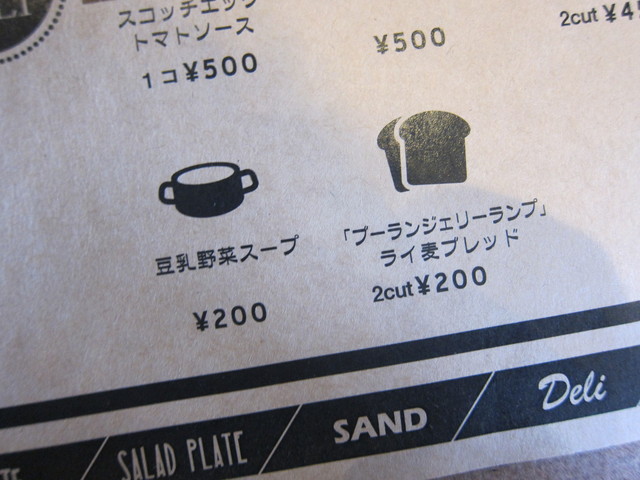 スコッチエッグ
トマトソース
1コ¥500
¥500
2cut ¥45
豆乳野菜スープ
¥200
「ブーランジェリーランプ」
ライ麦ブレッド
2cut¥200
SALAD PLATE
SAND
Deli